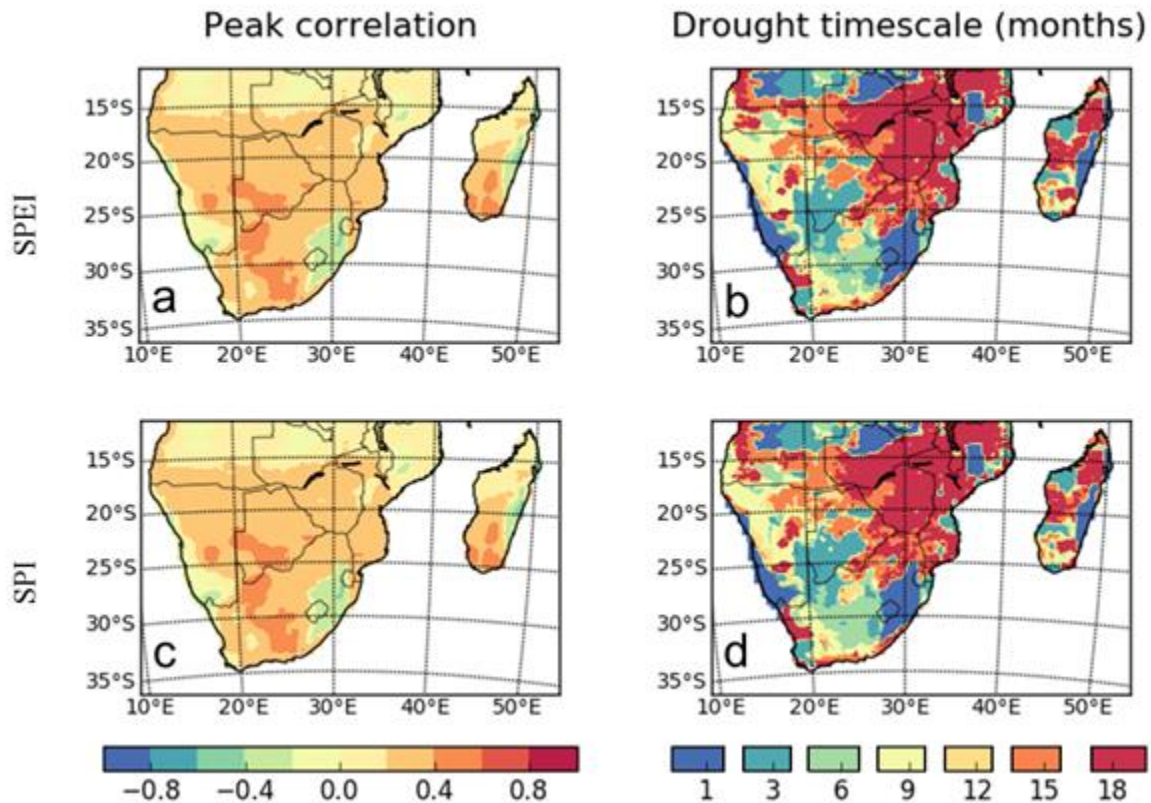 Peak correlation
Drought timescale (months)
SPEI
15°S
20°S
25°S
30°S
35°S
a
10°E 20°E 30°E 40°E 50°E
15°S
20°S
25°S
30°S
35°S
b
10°E 20°E 30°E 40°E 50°E
SPI
15°S
20°S
25°S
30°S
35°S
c
10°E 20°E 30°E 40°E 50°E
15°S
20°S
25°S
30°S
35°S
d
10°E 20°E 30°E 40°E 50°E
−0.8 −0.4 0.0 0.4 0.8
1 3 6 9 12 15 18